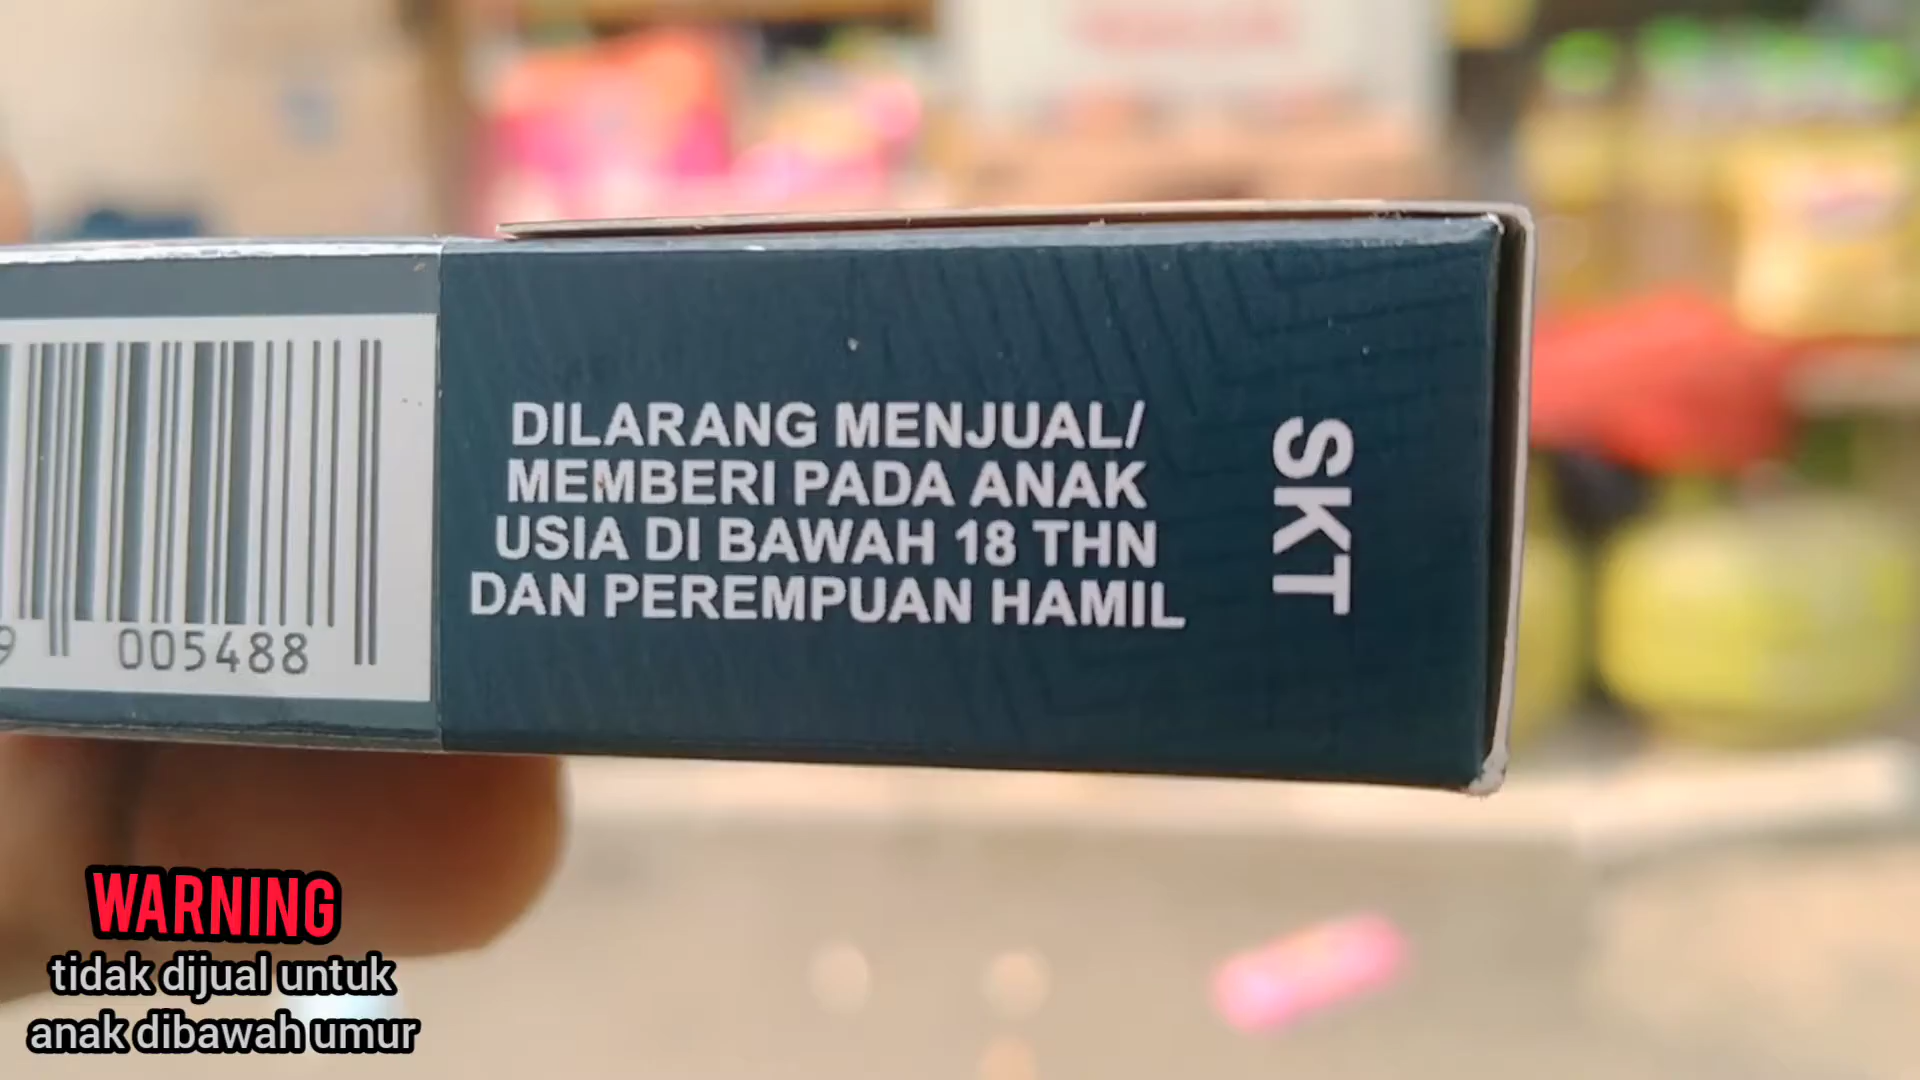 DILARANG MENJUAL/
MEMBERI PADA ANAK
USIA DI BAWAH 18 THN
DAN PEREMPUAN HAMIL
SKT
9 005488
WARNING
tidak dijual untuk
anak dibawah umur